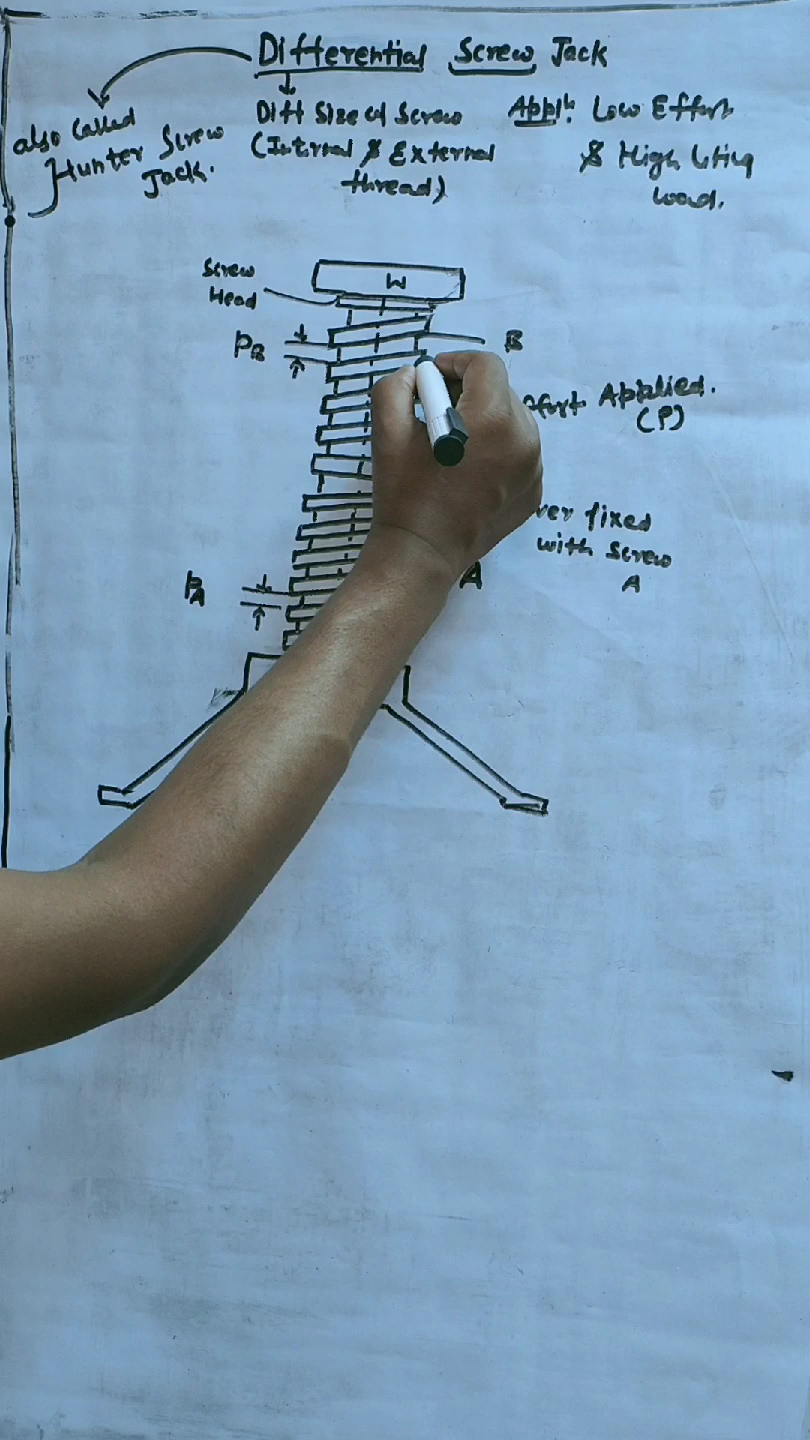 Differential Screw Jack
also Called
Hunter Screw
Jack.
Diff Size of Screw
(Internal & External
thread)
Appl: Low Effort
& High lifting
Load.
W
Screw
Head
PB
B
Applied.
(P)
fixed
with Screw
A
A
PA